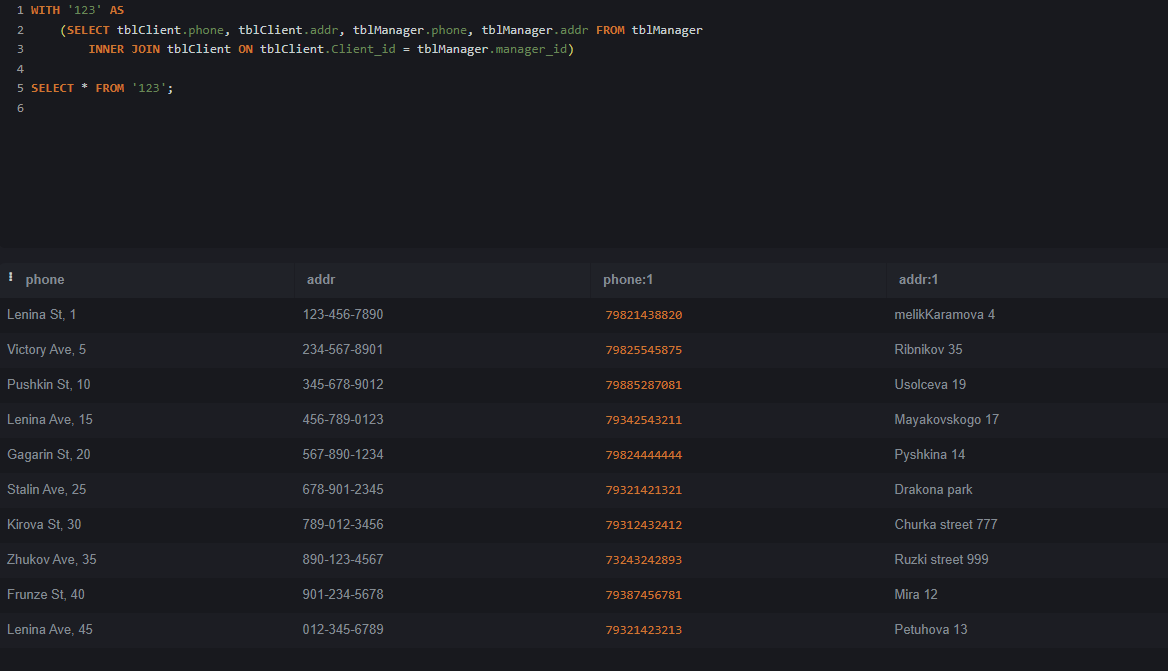 1 WITH '123' AS
2 (SELECT tblClient.phone, tblClient.addr, tblManager.phone, tblManager.addr FROM tblManager
3 INNER JOIN tblClient ON tblClient.Client_id = tblManager.manager_id)
4
5 SELECT * FROM '123';
6
phone addr phone:1 addr:1
Lenina St, 1 123-456-7890 79821438820 melikKaramova 4
Victory Ave, 5 234-567-8901 79825545875 Ribnikov 35
Pushkin St, 10 345-678-9012 79885287081 Usolceva 19
Lenina Ave, 15 456-789-0123 79342543211 Mayakovskogo 17
Gagarin St, 20 567-890-1234 79824444444 Pyshkina 14
Stalin Ave, 25 678-901-2345 79321421321 Drakona park
Kirova St, 30 789-012-3456 79312432412 Churka street 777
Zhukov Ave, 35 890-123-4567 73243242893 Ruzki street 999
Frunze St, 40 901-234-5678 79387456781 Mira 12
Lenina Ave, 45 012-345-6789 79321423213 Petuhova 13